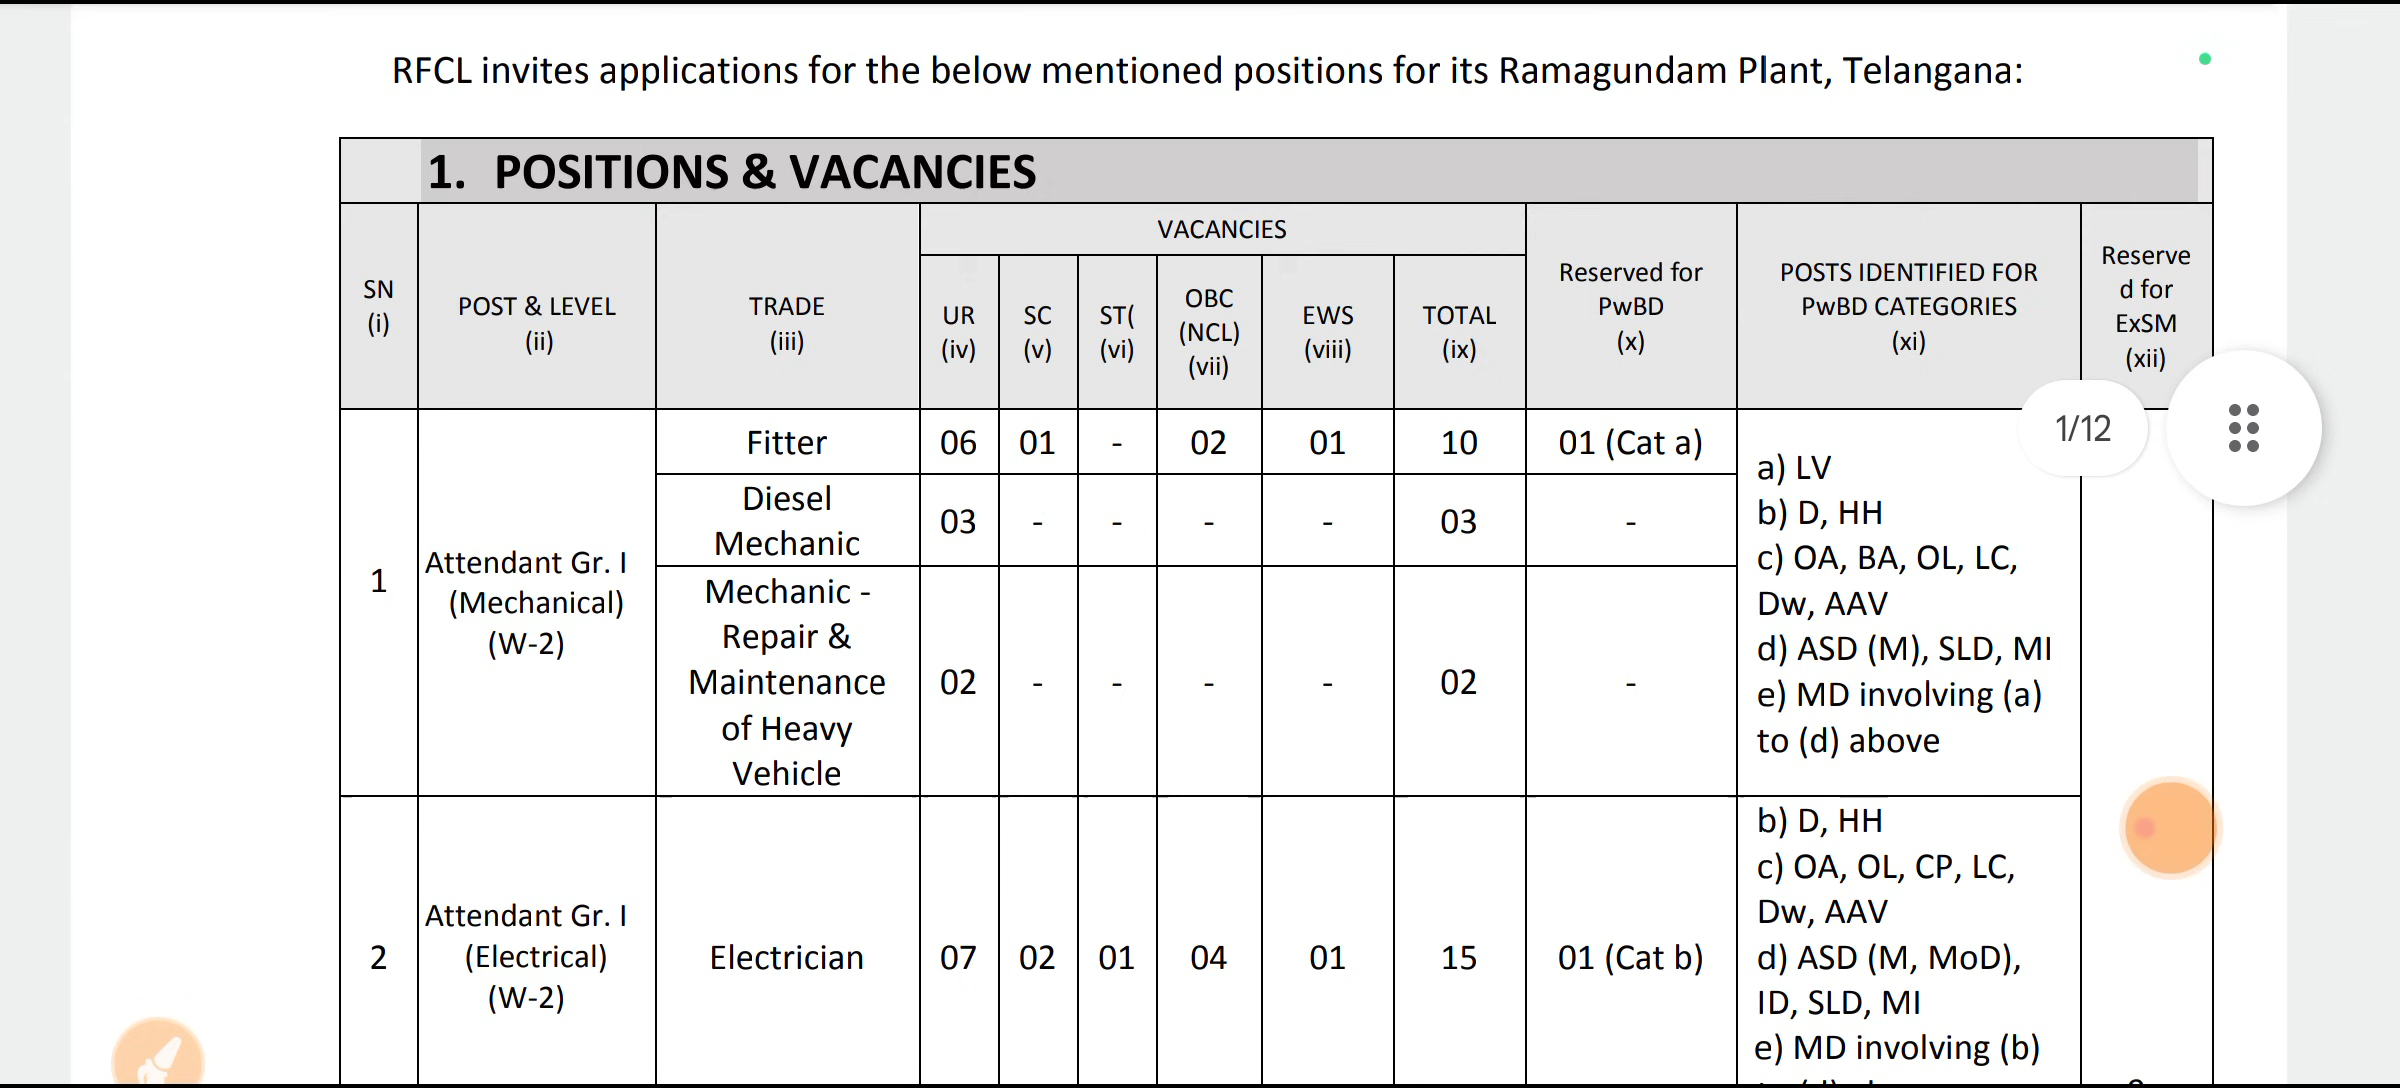 RFCL invites applications for the below mentioned positions for its Ramagundam Plant, Telangana:
1. POSITIONS & VACANCIES
SN
(i)
POST & LEVEL
(ii)
TRADE
(iii)
VACANCIES
UR
(iv)
SC
(v)
ST(
(vi)
OBC
(NCL)
(vii)
EWS
(viii)
TOTAL
(ix)
Reserved for
PwBD
(x)
POSTS IDENTIFIED FOR
PwBD CATEGORIES
(xi)
Reserve
d for
ExSM
(xii)
1/12
1
Attendant Gr. I
(Mechanical)
(W-2)
Fitter
06
01
-
02
01
10
01 (Cat a)
Diesel
Mechanic
03
-
-
-
-
03
-
Mechanic -
Repair &
Maintenance
of Heavy
Vehicle
02
-
-
-
-
02
-
a) LV
b) D, HH
c) OA, BA, OL, LC,
Dw, AAV
d) ASD (M), SLD, MI
e) MD involving (a)
to (d) above
2
Attendant Gr. I
(Electrical)
(W-2)
Electrician
07
02
01
04
01
15
01 (Cat b)
b) D, HH
c) OA, OL, CP, LC,
Dw, AAV
d) ASD (M, MoD),
ID, SLD, MI
e) MD involving (b)